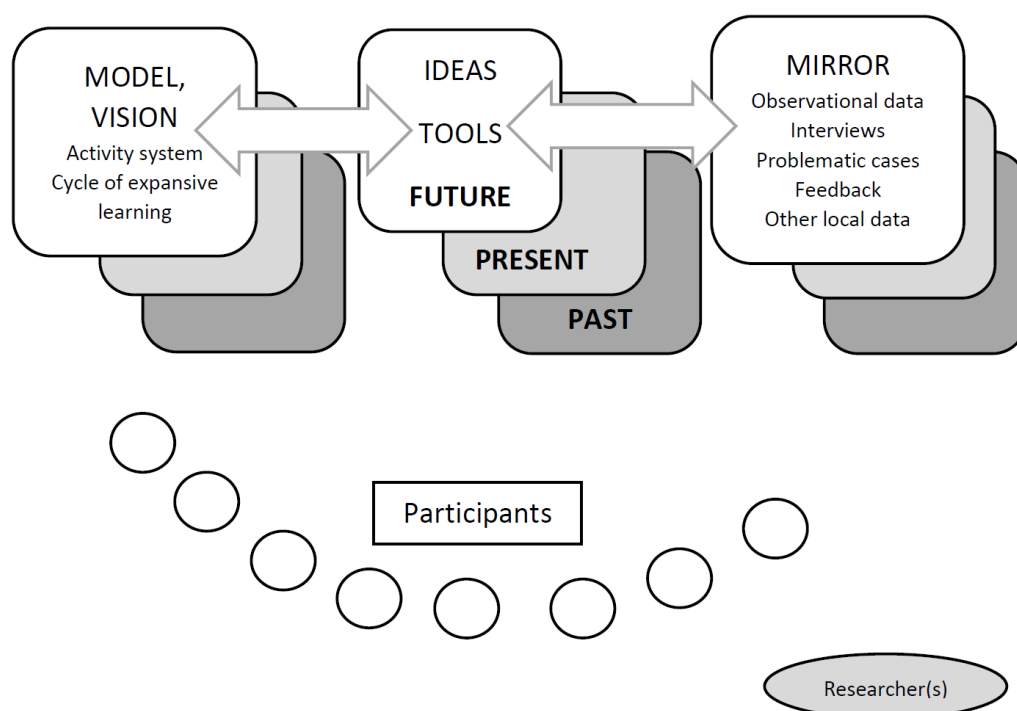 MODEL,
VISION
Activity system
Cycle of expansive
learning
IDEAS
TOOLS
FUTURE
PRESENT
PAST
MIRROR
Observational data
Interviews
Problematic cases
Feedback
Other local data
Participants
Researcher(s)